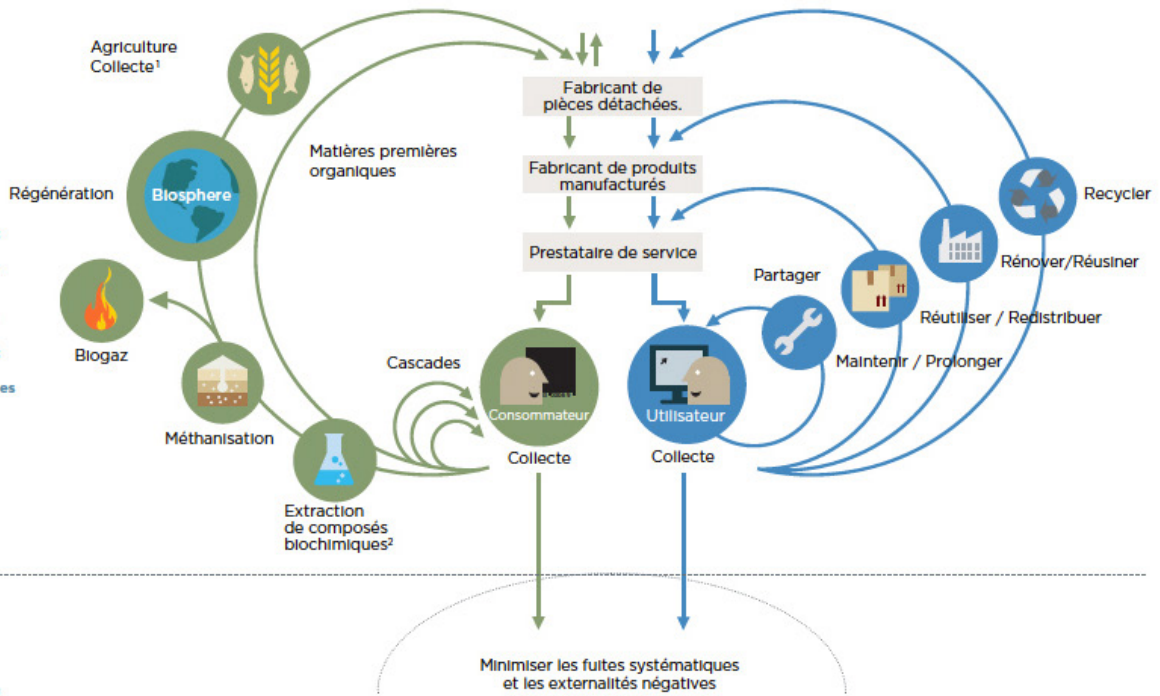 Agriculture
Collecte¹
Fabricant de
pièces détachées.
Matières premières
organiques
Fabricant de produits
manufacturés
Régénération
Biosphere
Recycler
Prestataire de service
Rénover/Réusiner
Partager
Réutiliser / Redistribuer
Biogaz
Cascades
Maintenir / Prolonger
es
Consommateur
Utilisateur
Méthanisation
Collecte
Collecte
Extraction
de composés
biochimiques²
Minimiser les fuites systématiques
et les externalités négatives